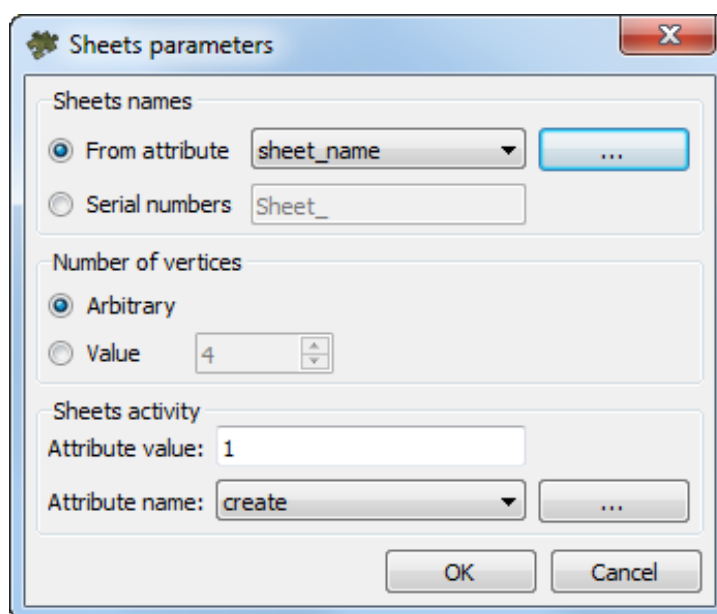 Sheets parameters
Sheets names
From attribute sheet_name ...
Serial numbers Sheet_
Number of vertices
Arbitrary
Value 4
Sheets activity
Attribute value: 1
Attribute name: create ...
OK Cancel